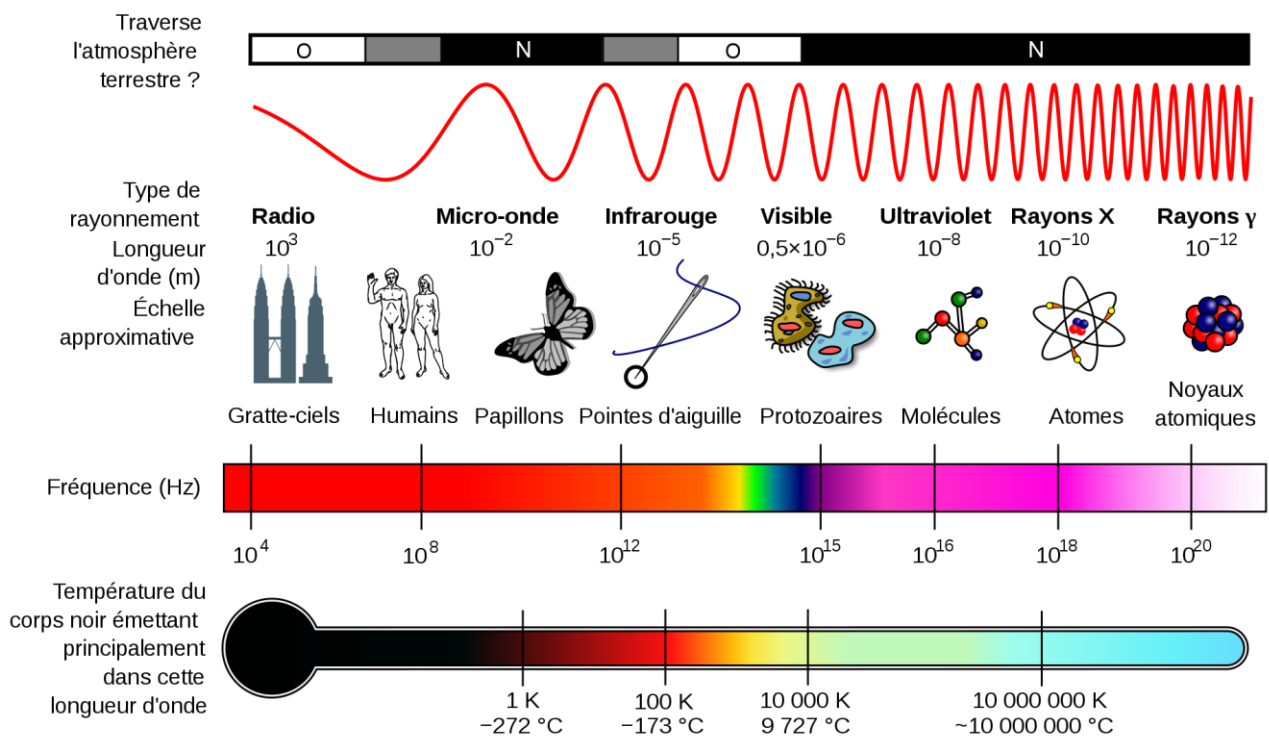 Traverse
l'atmosphère
terrestre ?
O N O N
Type de
rayonnement
Radio Micro-onde Infrarouge Visible Ultraviolet Rayons X Rayons γ
Longueur
d'onde (m)
10³ 10⁻² 10⁻⁵ 0,5×10⁻⁶ 10⁻⁸ 10⁻¹⁰ 10⁻¹²
Échelle
approximative
Gratte-ciels Humains Papillons Pointes d'aiguille Protozoaires Molécules Atomes Noyaux
atomiques
Fréquence (Hz)
10⁴ 10⁸ 10¹² 10¹⁵ 10¹⁶ 10¹⁸ 10²⁰
Température du
corps noir émettant
principalement
dans cette
longueur d'onde
1 K 100 K 10 000 K 10 000 000 K
−272 °C −173 °C 9 727 °C ~10 000 000 °C